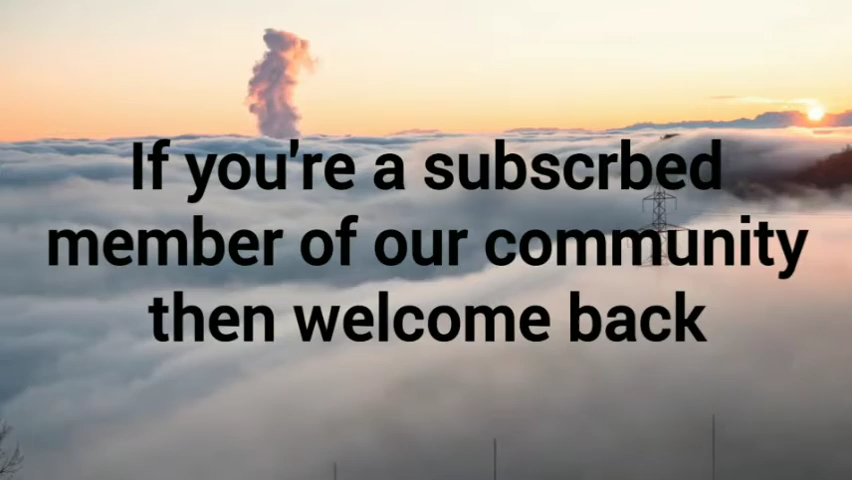 If you're a subscrbed
member of our community
then welcome back